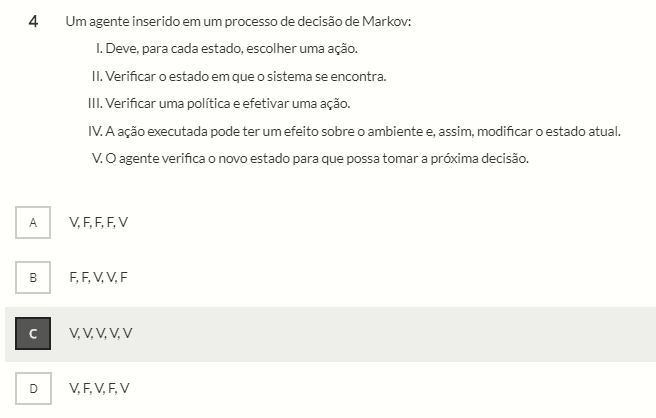 4 Um agente inserido em um processo de decisão de Markov:
I. Deve, para cada estado, escolher uma ação.
II. Verificar o estado em que o sistema se encontra.
III. Verificar uma política e efetivar uma ação.
IV. A ação executada pode ter um efeito sobre o ambiente e, assim, modificar o estado atual.
V. O agente verifica o novo estado para que possa tomar a próxima decisão.
A V, F, F, F, V
B F, F, V, V, F
C V, V, V, V, V
D V, F, V, F, V